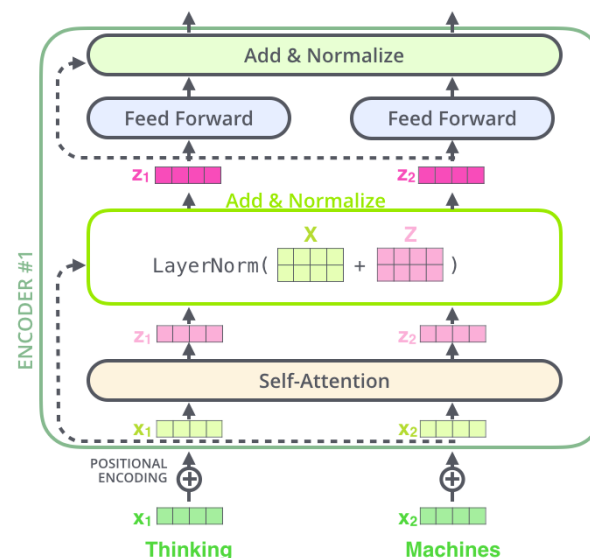 Add & Normalize
Feed Forward Feed Forward
z1 z2
Add & Normalize
X Z
LayerNorm( + )
ENCODER #1
z1 z2
Self-Attention
x1 x2
POSITIONAL
ENCODING
x1 x2
Thinking Machines